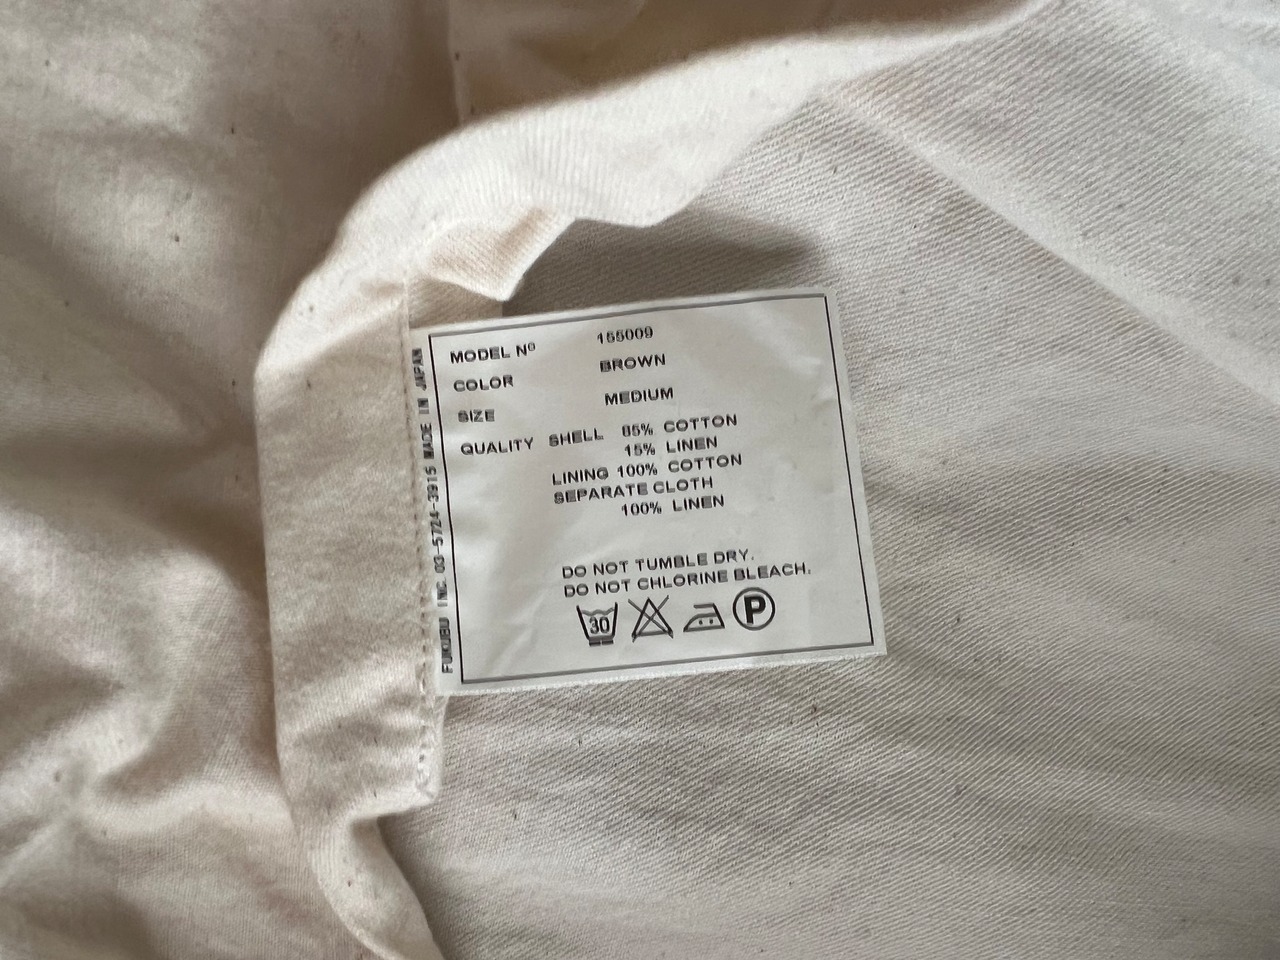 MODEL Nº 155009
COLOR BROWN
SIZE MEDIUM
QUALITY SHELL 85% COTTON
15% LINEN
LINING 100% COTTON
SEPARATE CLOTH
100% LINEN
DO NOT TUMBLE DRY.
DO NOT CHLORINE BLEACH.
30 P
FUKUBU INC. 03-5724-3915 MADE IN JAPAN